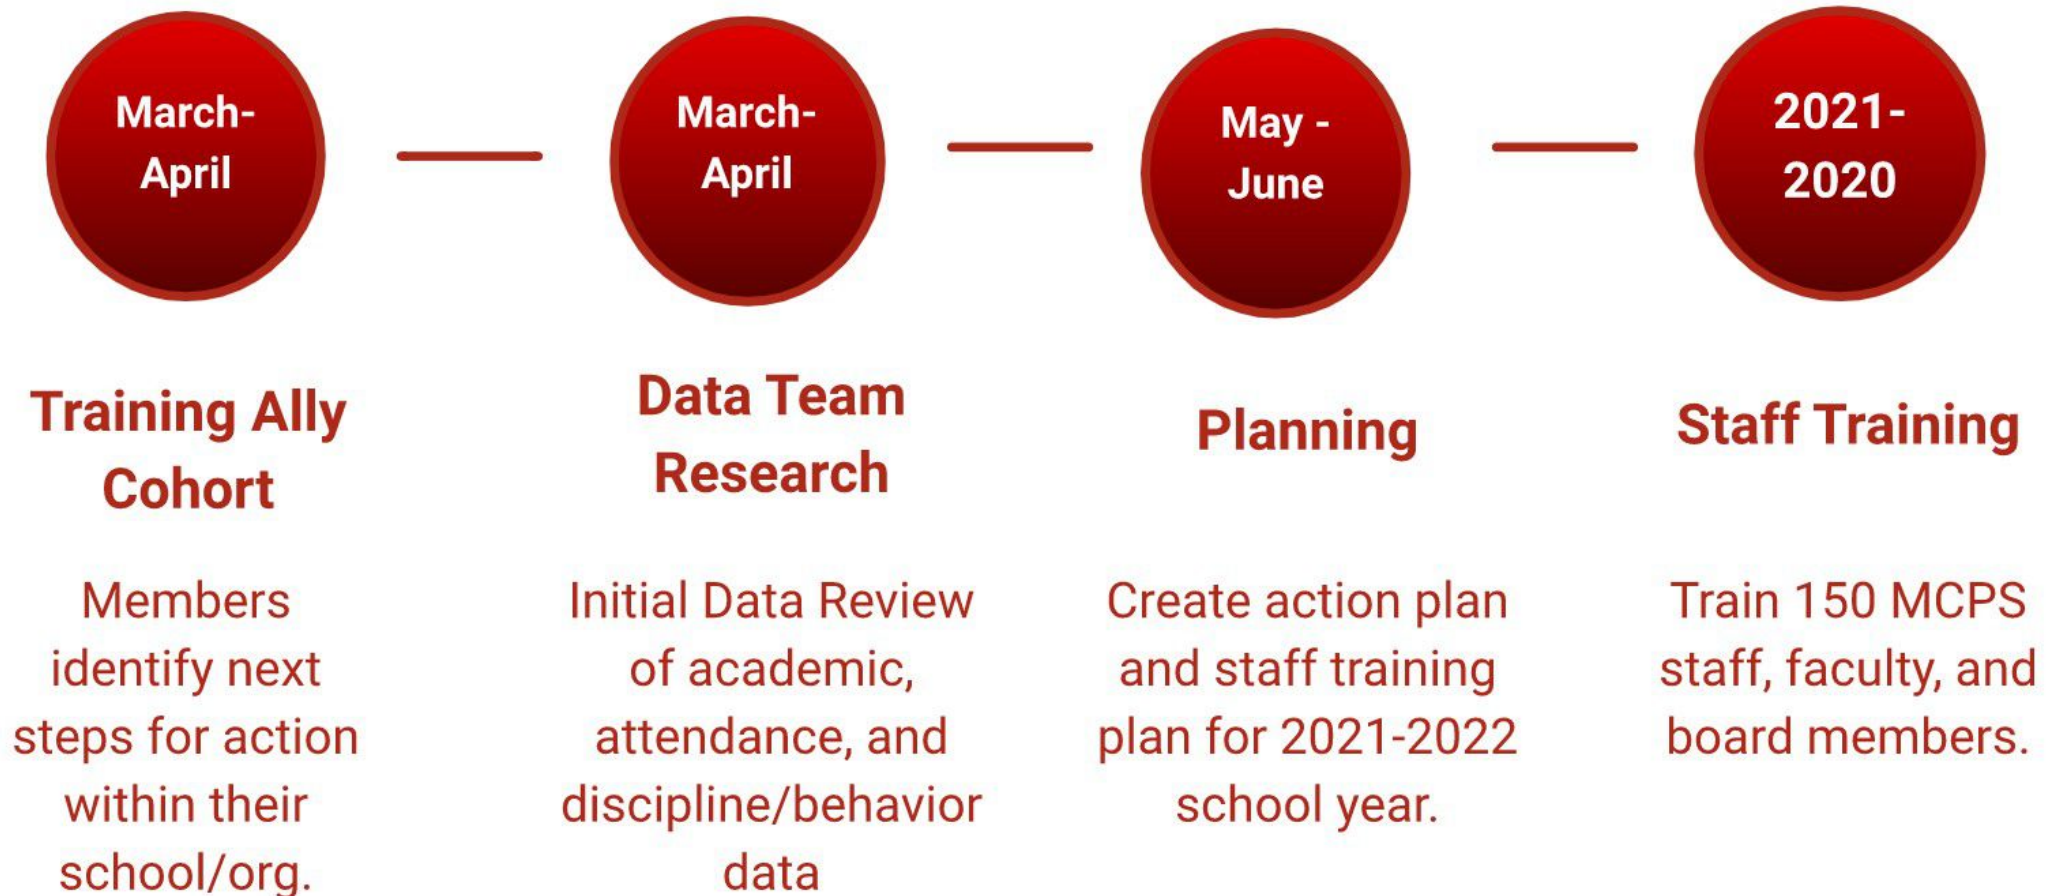 March-
April
Training Ally
Cohort
Members
identify next
steps for action
within their
school/org.
March-
April
Data Team
Research
Initial Data Review
of academic,
attendance, and
discipline/behavior
data
May -
June
Planning
Create action plan
and staff training
plan for 2021-2022
school year.
2021-
2020
Staff Training
Train 150 MCPS
staff, faculty, and
board members.